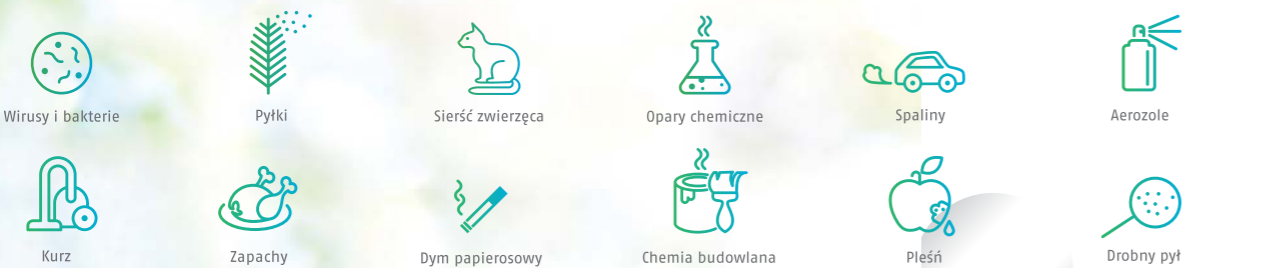 Wirusy i bakterie
Pyłki
Sierść zwierzęca
Opary chemiczne
Spaliny
Aerozole
Kurz
Zapachy
Dym papierosowy
Chemia budowlana
Pleśń
Drobny pył